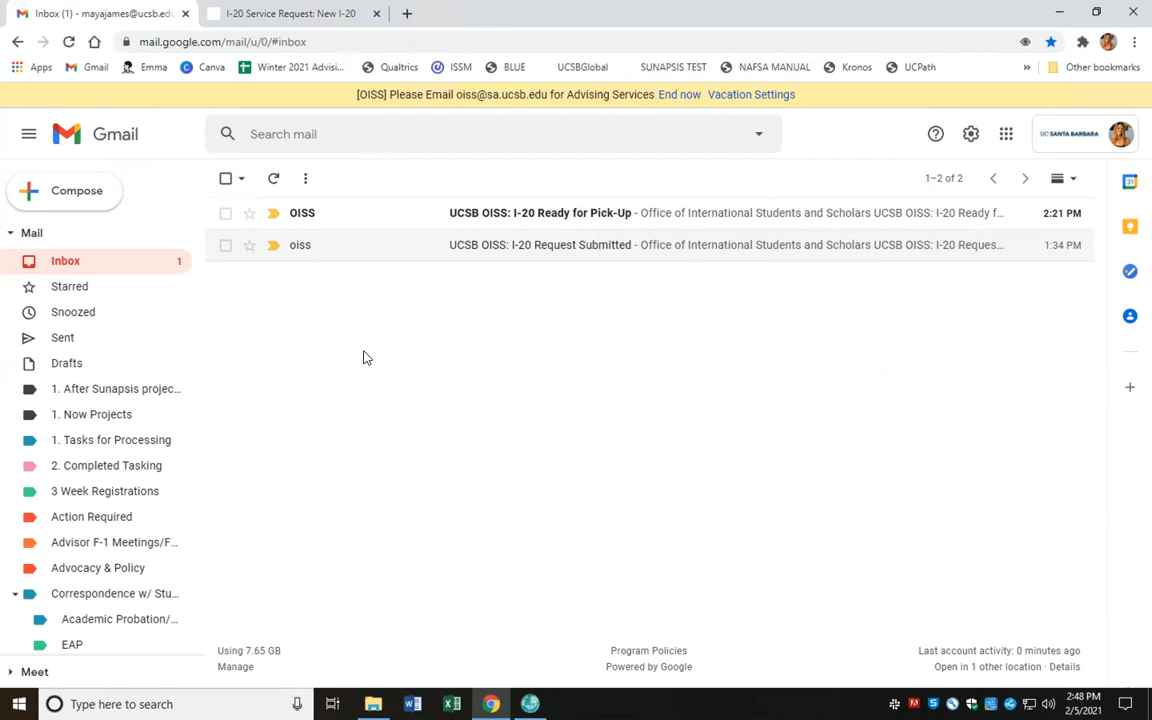 Inbox (1) - mayajames@ucsb.edu
I-20 Service Request: New I-20
mail.google.com/mail/u/0/#inbox
Apps
Gmail
Emma
Canva
Winter 2021 Advisi...
Qualtrics
ISSM
BLUE
UCSBGlobal
SUNAPSIS TEST
NAFSA MANUAL
Kronos
UCPath
»
Other bookmarks
[OISS] Please Email oiss@sa.ucsb.edu for Advising Services End now Vacation Settings
Gmail
Search mail
UC SANTA BARBARA
Compose
1–2 of 2
Mail
OISS UCSB OISS: I-20 Ready for Pick-Up - Office of International Students and Scholars UCSB OISS: I-20 Ready f... 2:21 PM
oiss UCSB OISS: I-20 Request Submitted - Office of International Students and Scholars UCSB OISS: I-20 Reques... 1:34 PM
Inbox 1
Starred
Snoozed
Sent
Drafts
1. After Sunapsis projec...
1. Now Projects
1. Tasks for Processing
2. Completed Tasking
3 Week Registrations
Action Required
Advisor F-1 Meetings/F...
Advocacy & Policy
Correspondence w/ Stu...
Academic Probation/...
EAP
Meet
Using 7.65 GB
Manage
Program Policies
Powered by Google
Last account activity: 0 minutes ago
Open in 1 other location · Details
Type here to search
2:48 PM
2/5/2021